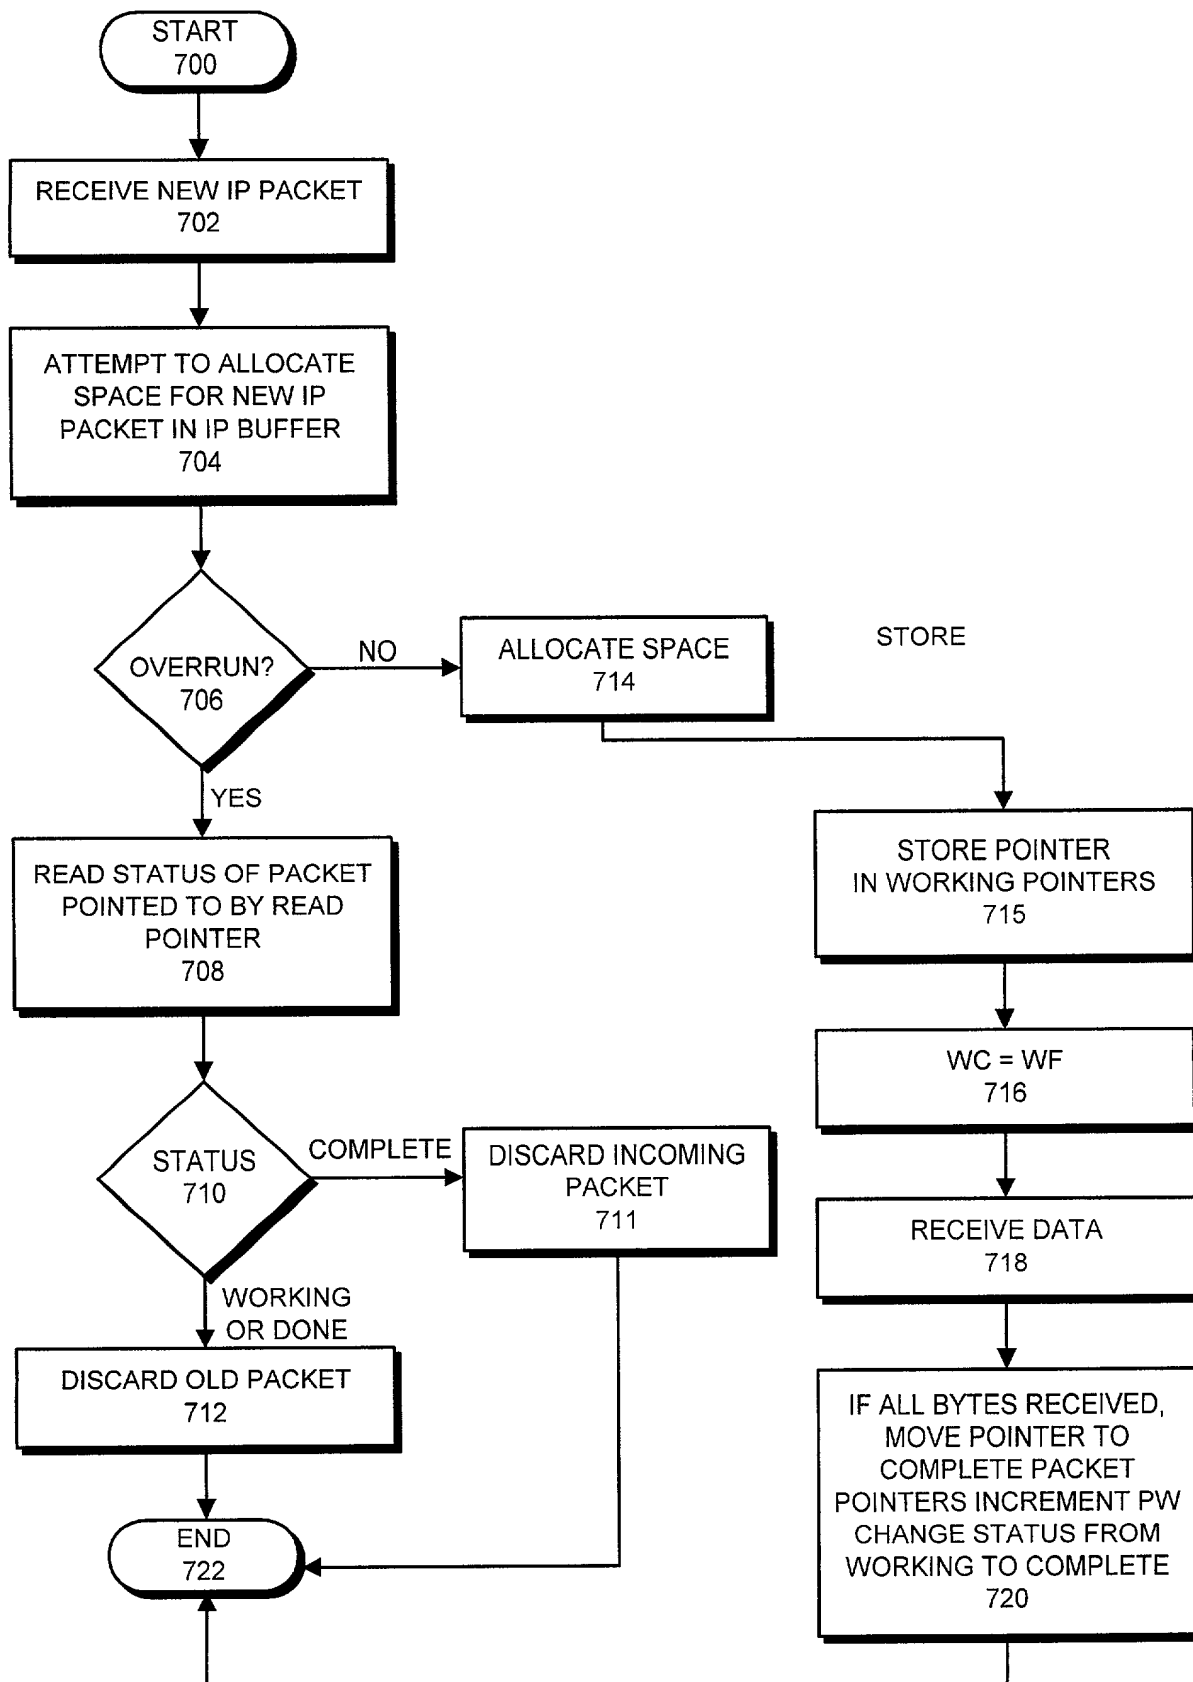 START
700
RECEIVE NEW IP PACKET
702
ATTEMPT TO ALLOCATE
SPACE FOR NEW IP
PACKET IN IP BUFFER
704
OVERRUN?
706
NO
ALLOCATE SPACE
714
STORE
YES
READ STATUS OF PACKET
POINTED TO BY READ
POINTER
708
STORE POINTER
IN WORKING POINTERS
715
WC = WF
716
STATUS
710
COMPLETE
DISCARD INCOMING
PACKET
711
RECEIVE DATA
718
WORKING
OR DONE
DISCARD OLD PACKET
712
IF ALL BYTES RECEIVED,
MOVE POINTER TO
COMPLETE PACKET
POINTERS INCREMENT PW
CHANGE STATUS FROM
WORKING TO COMPLETE
720
END
722